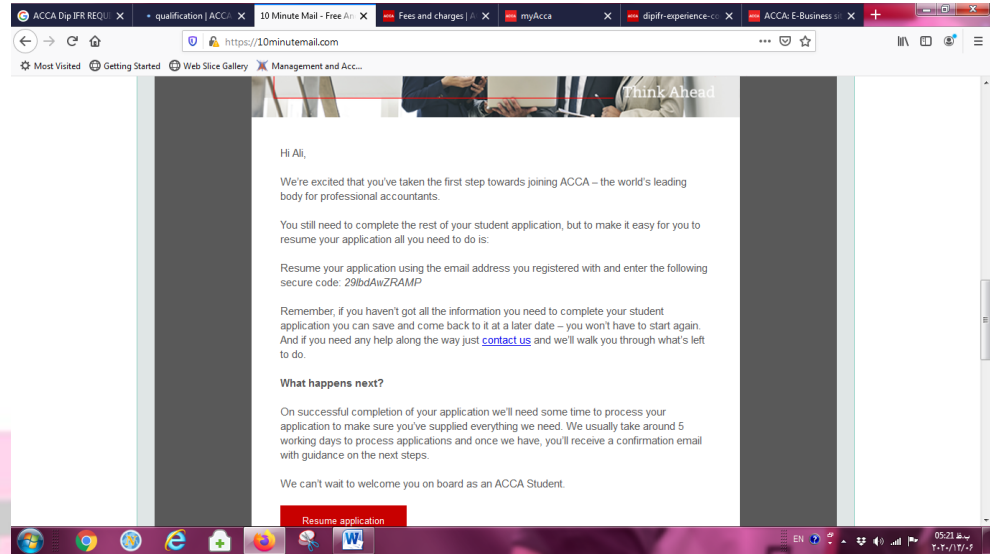 ACCA Dip IFR REQUI
qualification | ACCA
10 Minute Mail - Free An
Fees and charges | A
myAcca
dipifr-experience-co
ACCA: E-Business sit
https://10minutemail.com
Most Visited
Getting Started
Web Slice Gallery
Management and Acc...
Think Ahead
Hi Ali,
We're excited that you've taken the first step towards joining ACCA – the world's leading
body for professional accountants.
You still need to complete the rest of your student application, but to make it easy for you to
resume your application all you need to do is:
Resume your application using the email address you registered with and enter the following
secure code: 29lbdAwZRAMP
Remember, if you haven't got all the information you need to complete your student
application you can save and come back to it at a later date – you won't have to start again.
And if you need any help along the way just contact us and we'll walk you through what's left
to do.
What happens next?
On successful completion of your application we'll need some time to process your
application to make sure you've supplied everything we need. We usually take around 5
working days to process applications and once we have, you'll receive a confirmation email
with guidance on the next steps.
We can't wait to welcome you on board as an ACCA Student.
Resume application
EN
05:21 ب.ظ
۲۰۲۰/۱۲/۰۶